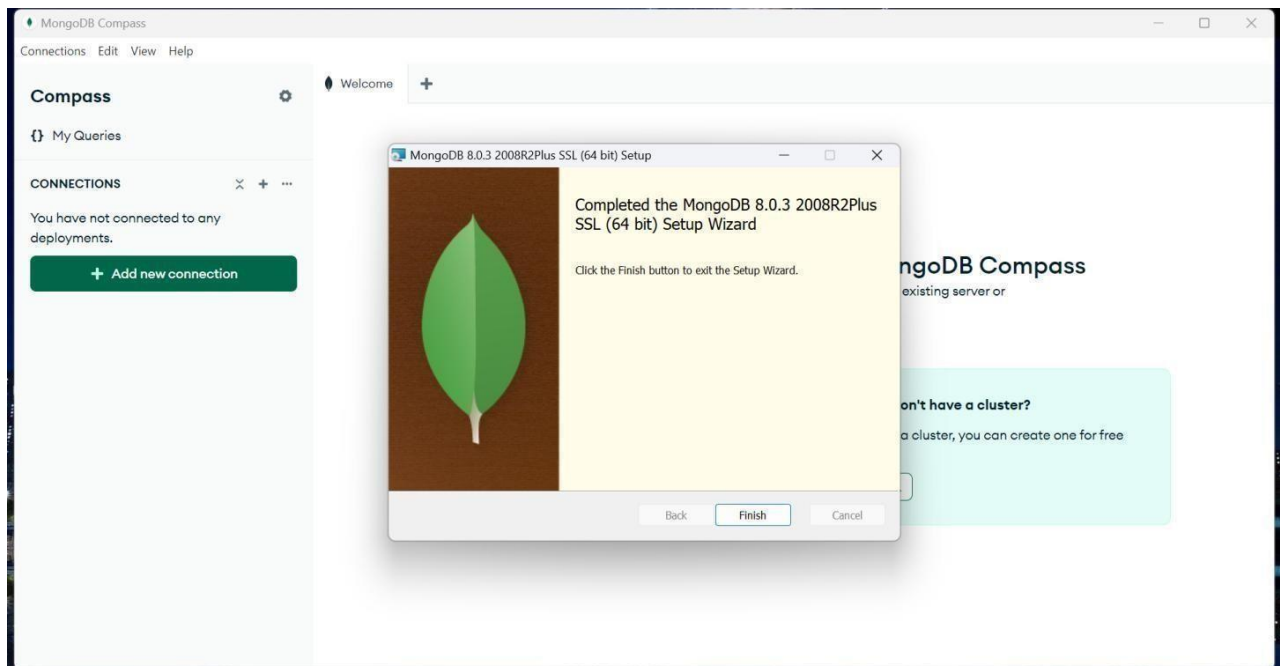 MongoDB Compass
Connections Edit View Help
Compass
Welcome
{} My Queries
CONNECTIONS
You have not connected to any
deployments.
Add new connection
MongoDB 8.0.3 2008R2Plus SSL (64 bit) Setup
Completed the MongoDB 8.0.3 2008R2Plus
SSL (64 bit) Setup Wizard
Click the Finish button to exit the Setup Wizard.
Back Finish Cancel
ngoDB Compass
existing server or
on't have a cluster?
a cluster, you can create one for free